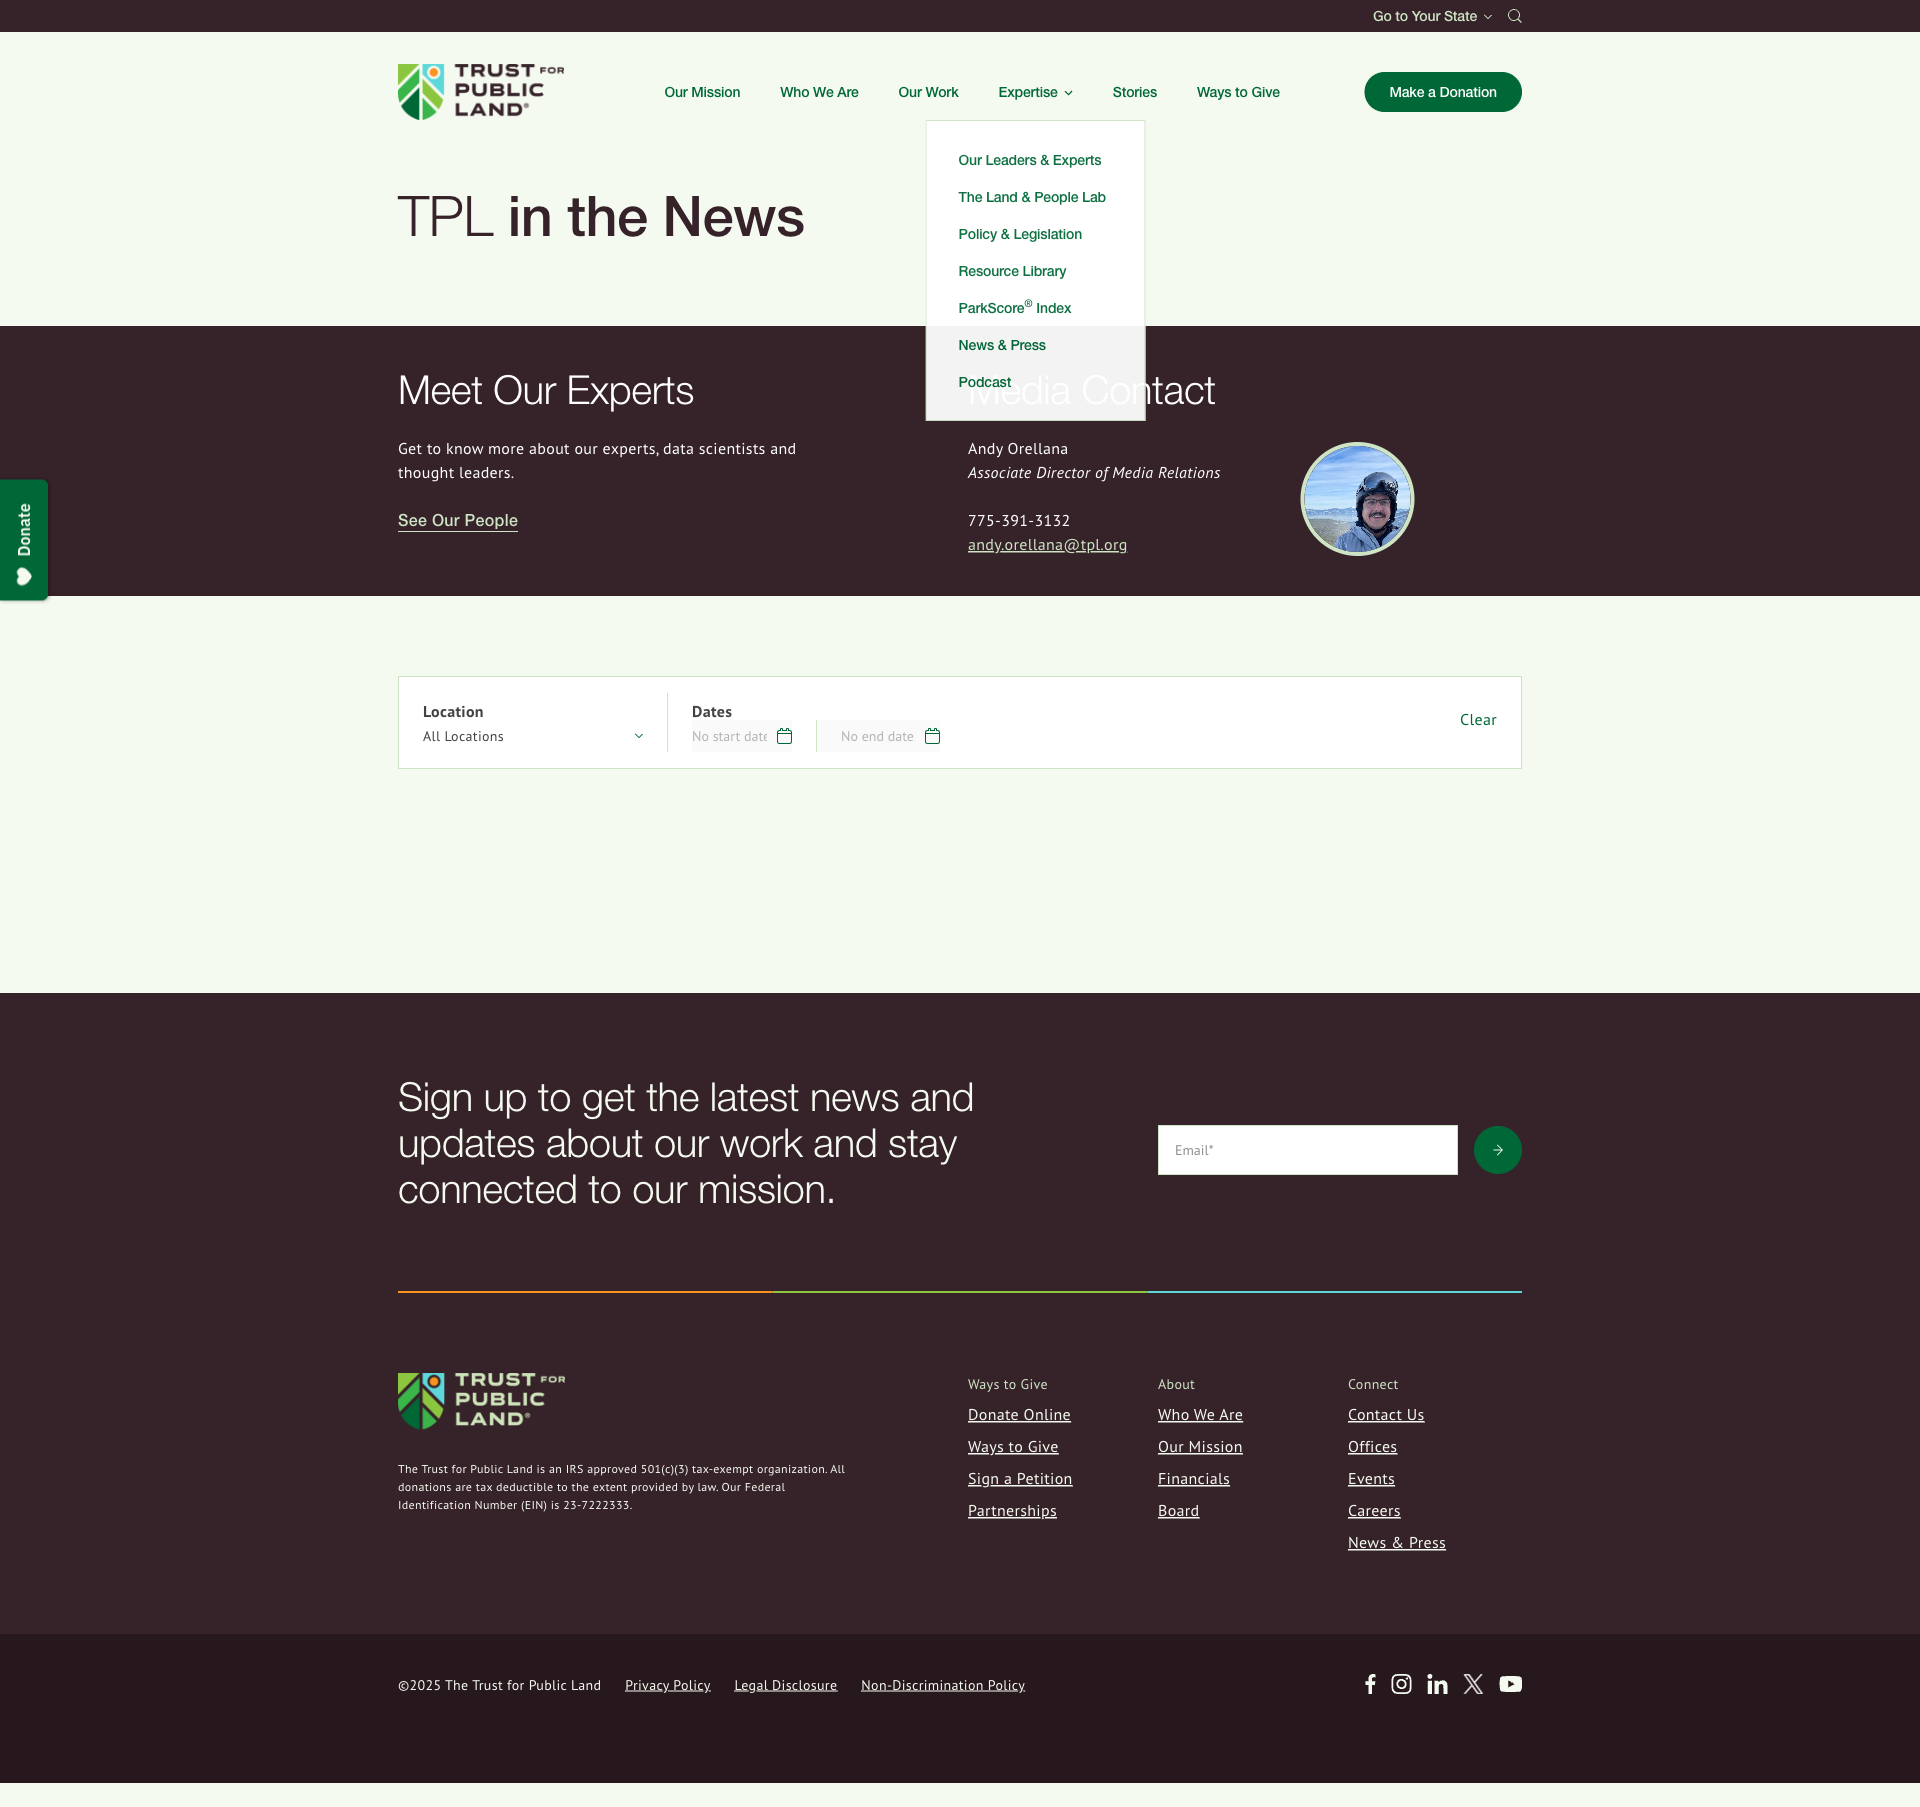 Go to Your State
TRUST FOR
PUBLIC
LAND®
Our Mission
Who We Are
Our Work
Expertise
Stories
Ways to Give
Make a Donation
Our Leaders & Experts
The Land & People Lab
Policy & Legislation
Resource Library
ParkScore® Index
News & Press
Podcast
TPL in the News
Meet Our Experts
Get to know more about our experts, data scientists and
thought leaders.
See Our People
Media Contact
Andy Orellana
Associate Director of Media Relations
775-391-3132
andy.orellana@tpl.org
Donate
Location
All Locations
Dates
No start date
No end date
Clear
Sign up to get the latest news and
updates about our work and stay
connected to our mission.
Email*
TRUST FOR
PUBLIC
LAND®
The Trust for Public Land is an IRS approved 501(c)(3) tax-exempt organization. All
donations are tax deductible to the extent provided by law. Our Federal
Identification Number (EIN) is 23-7222333.
Ways to Give
Donate Online
Ways to Give
Sign a Petition
Partnerships
About
Who We Are
Our Mission
Financials
Board
Connect
Contact Us
Offices
Events
Careers
News & Press
©2025 The Trust for Public Land
Privacy Policy
Legal Disclosure
Non-Discrimination Policy